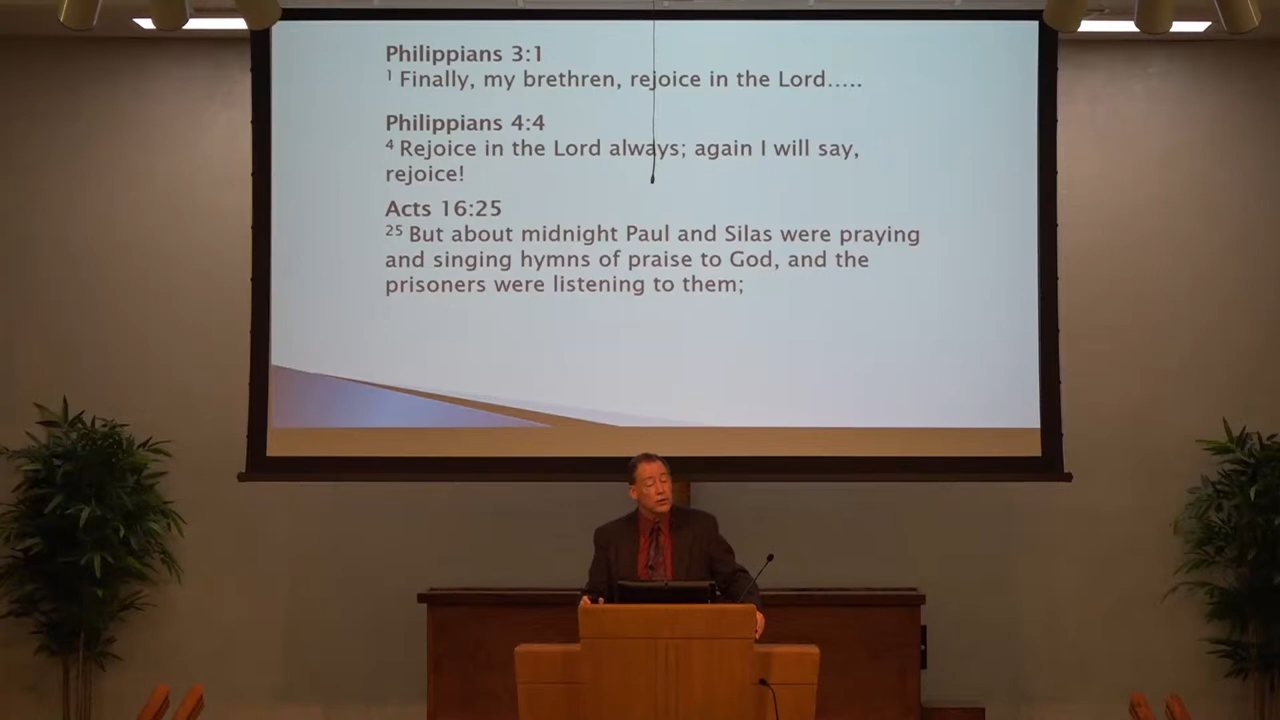 Philippians 3:1
1 Finally, my brethren, rejoice in the Lord.....
Philippians 4:4
4 Rejoice in the Lord always; again I will say,
rejoice!
Acts 16:25
25 But about midnight Paul and Silas were praying
and singing hymns of praise to God, and the
prisoners were listening to them;